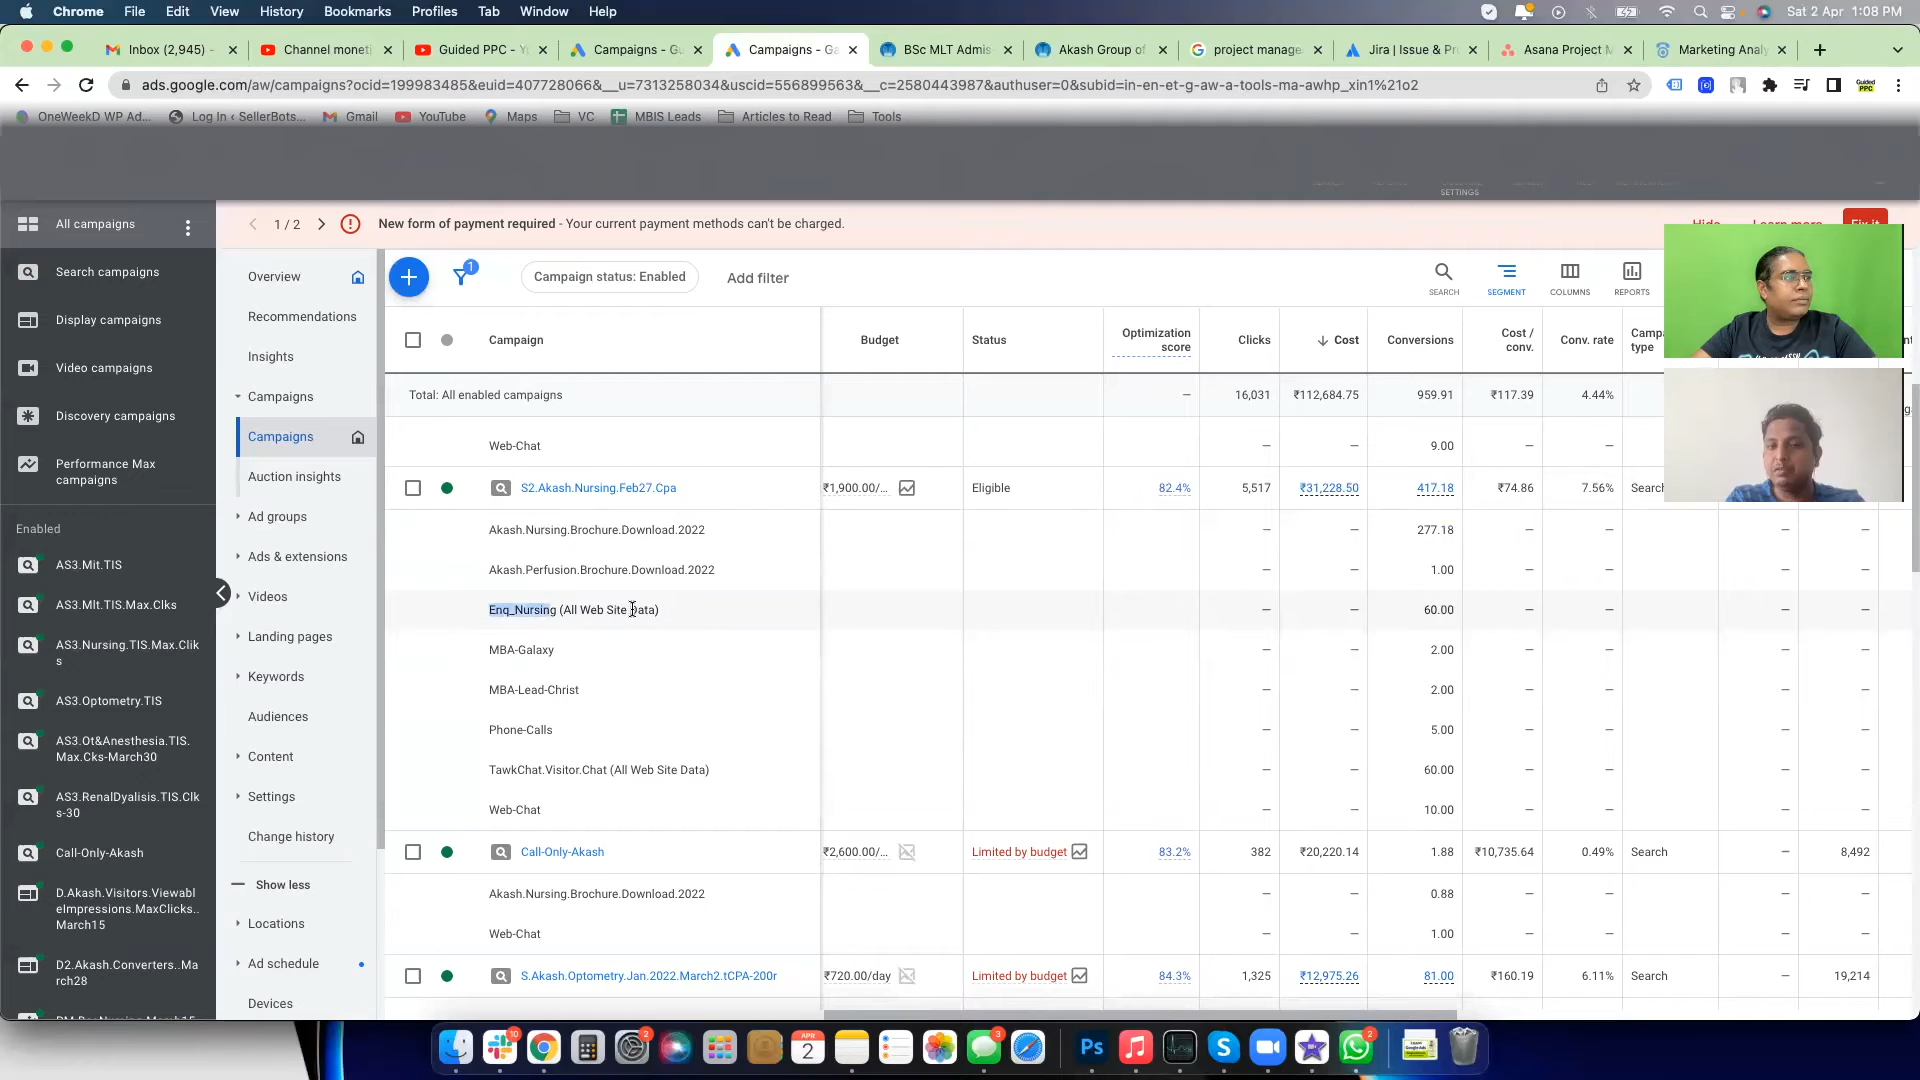 Chrome File Edit View History Bookmarks Profiles Tab Window Help Sat 2 Apr 1:08 PM
Inbox (2,945) - Channel moneti Guided PPC - Y Campaigns - G Campaigns - Ga BSc MLT Admis Akash Group of project manage Jira | Issue & Pr Asana Project M Marketing Analy
ads.google.com/aw/campaigns?ocid=199983485&euid=407728066&__u=7313258034&uscid=556899563&__c=2580443987&authuser=0&subid=in-en-et-g-aw-a-tools-ma-awhp_xin1%21o2
Guided PPC
OneWeekD WP Ad... Log In ‹ SellerBots... Gmail YouTube Maps VC MBIS Leads Articles to Read Tools
SETTINGS
1 / 2 New form of payment required - Your current payment methods can't be charged.
All campaigns
Search campaigns
Display campaigns
Video campaigns
Discovery campaigns
Performance Max
campaigns
Enabled
AS3.Mit.TIS
AS3.Mlt.TIS.Max.Clks
AS3.Nursing.TIS.Max.Clik
s
AS3.Optometry.TIS
AS3.Ot&Anesthesia.TIS.
Max.Cks-March30
AS3.RenalDyalisis.TIS.Clk
s-30
Call-Only-Akash
D.Akash.Visitors.Viewabl
eImpressions.MaxClicks..
March15
D2.Akash.Converters..Ma
rch28
Overview
Recommendations
Insights
Campaigns
Campaigns
Auction insights
Ad groups
Ads & extensions
Videos
Landing pages
Keywords
Audiences
Content
Settings
Change history
Show less
Locations
Ad schedule
Devices
1 Campaign status: Enabled Add filter SEARCH SEGMENT COLUMNS REPORTS
Campaign Budget Status Optimization score Clicks Cost Conversions Cost / conv. Conv. rate Campa type
Total: All enabled campaigns — 16,031 ₹112,684.75 959.91 ₹117.39 4.44%
Web-Chat — — 9.00 — —
S2.Akash.Nursing.Feb27.Cpa ₹1,900.00/... Eligible 82.4% 5,517 ₹31,228.50 417.18 ₹74.86 7.56% Search
Akash.Nursing.Brochure.Download.2022 — — 277.18 — — — —
Akash.Perfusion.Brochure.Download.2022 — — 1.00 — — — —
Enq_Nursing (All Web Site Data) — — 60.00 — — — —
MBA-Galaxy — — 2.00 — — — —
MBA-Lead-Christ — — 2.00 — — — —
Phone-Calls — — 5.00 — — — —
TawkChat.Visitor.Chat (All Web Site Data) — — 60.00 — — — —
Web-Chat — — 10.00 — — — —
Call-Only-Akash ₹2,600.00/... Limited by budget 83.2% 382 ₹20,220.14 1.88 ₹10,735.64 0.49% Search — 8,492
Akash.Nursing.Brochure.Download.2022 — — 0.88 — — — —
Web-Chat — — 1.00 — — — —
S.Akash.Optometry.Jan.2022.March2.tCPA-200r ₹720.00/day Limited by budget 84.3% 1,325 ₹12,975.26 81.00 ₹160.19 6.11% Search — 19,214
10 2 APR 2 3 Ps 2